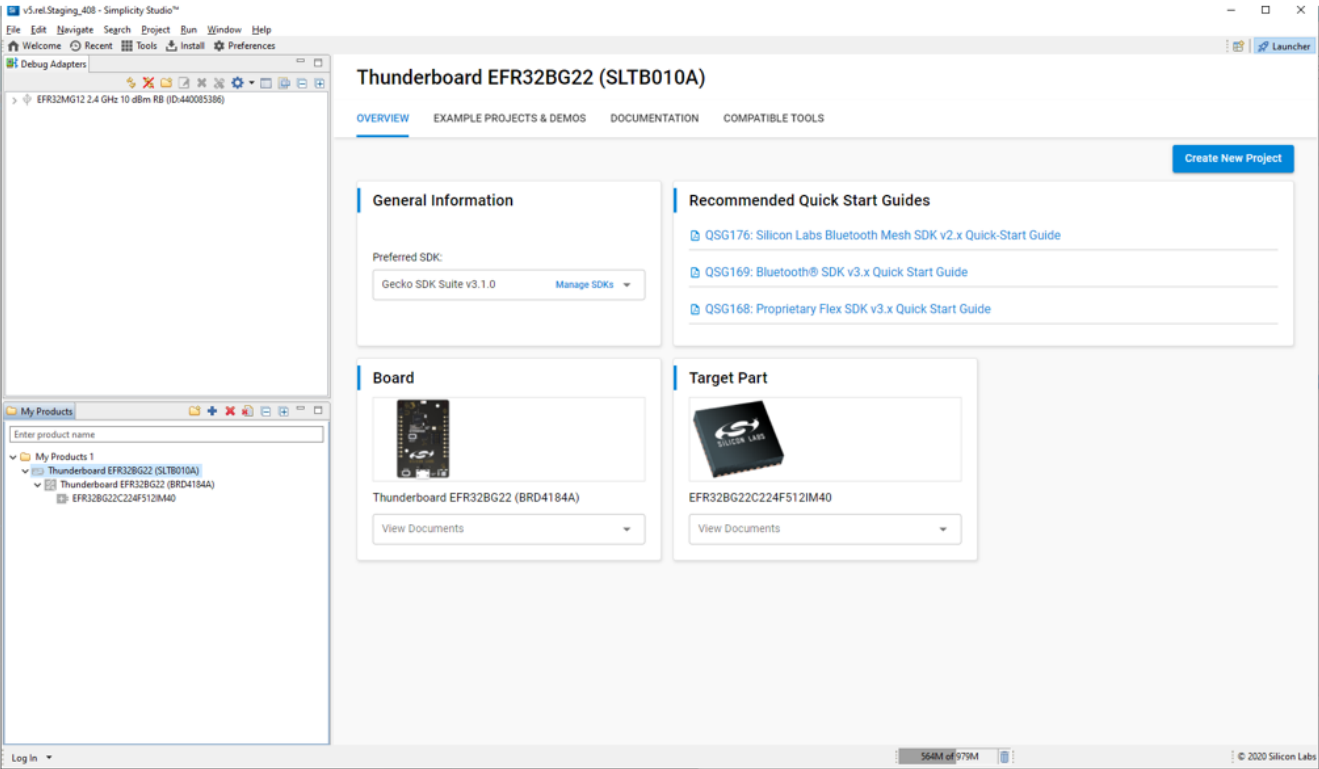 v5.rel.Staging_408 - Simplicity Studio™
File Edit Navigate Search Project Run Window Help
Welcome Recent Tools Install Preferences
Launcher
Debug Adapters
EFR32MG12 2.4 GHz 10 dBm RB (ID:440085386)
Thunderboard EFR32BG22 (SLTB010A)
OVERVIEW EXAMPLE PROJECTS & DEMOS DOCUMENTATION COMPATIBLE TOOLS
Create New Project
General Information
Preferred SDK:
Gecko SDK Suite v3.1.0 Manage SDKs
Recommended Quick Start Guides
QSG176: Silicon Labs Bluetooth Mesh SDK v2.x Quick-Start Guide
QSG169: Bluetooth® SDK v3.x Quick Start Guide
QSG168: Proprietary Flex SDK v3.x Quick Start Guide
Board
Thunderboard EFR32BG22 (BRD4184A)
View Documents
Target Part
SILICON LABS
EFR32BG22C224F512IM40
View Documents
My Products
Enter product name
My Products 1
Thunderboard EFR32BG22 (SLTB010A)
Thunderboard EFR32BG22 (BRD4184A)
EFR32BG22C224F512IM40
Log In
564M of 979M
© 2020 Silicon Labs